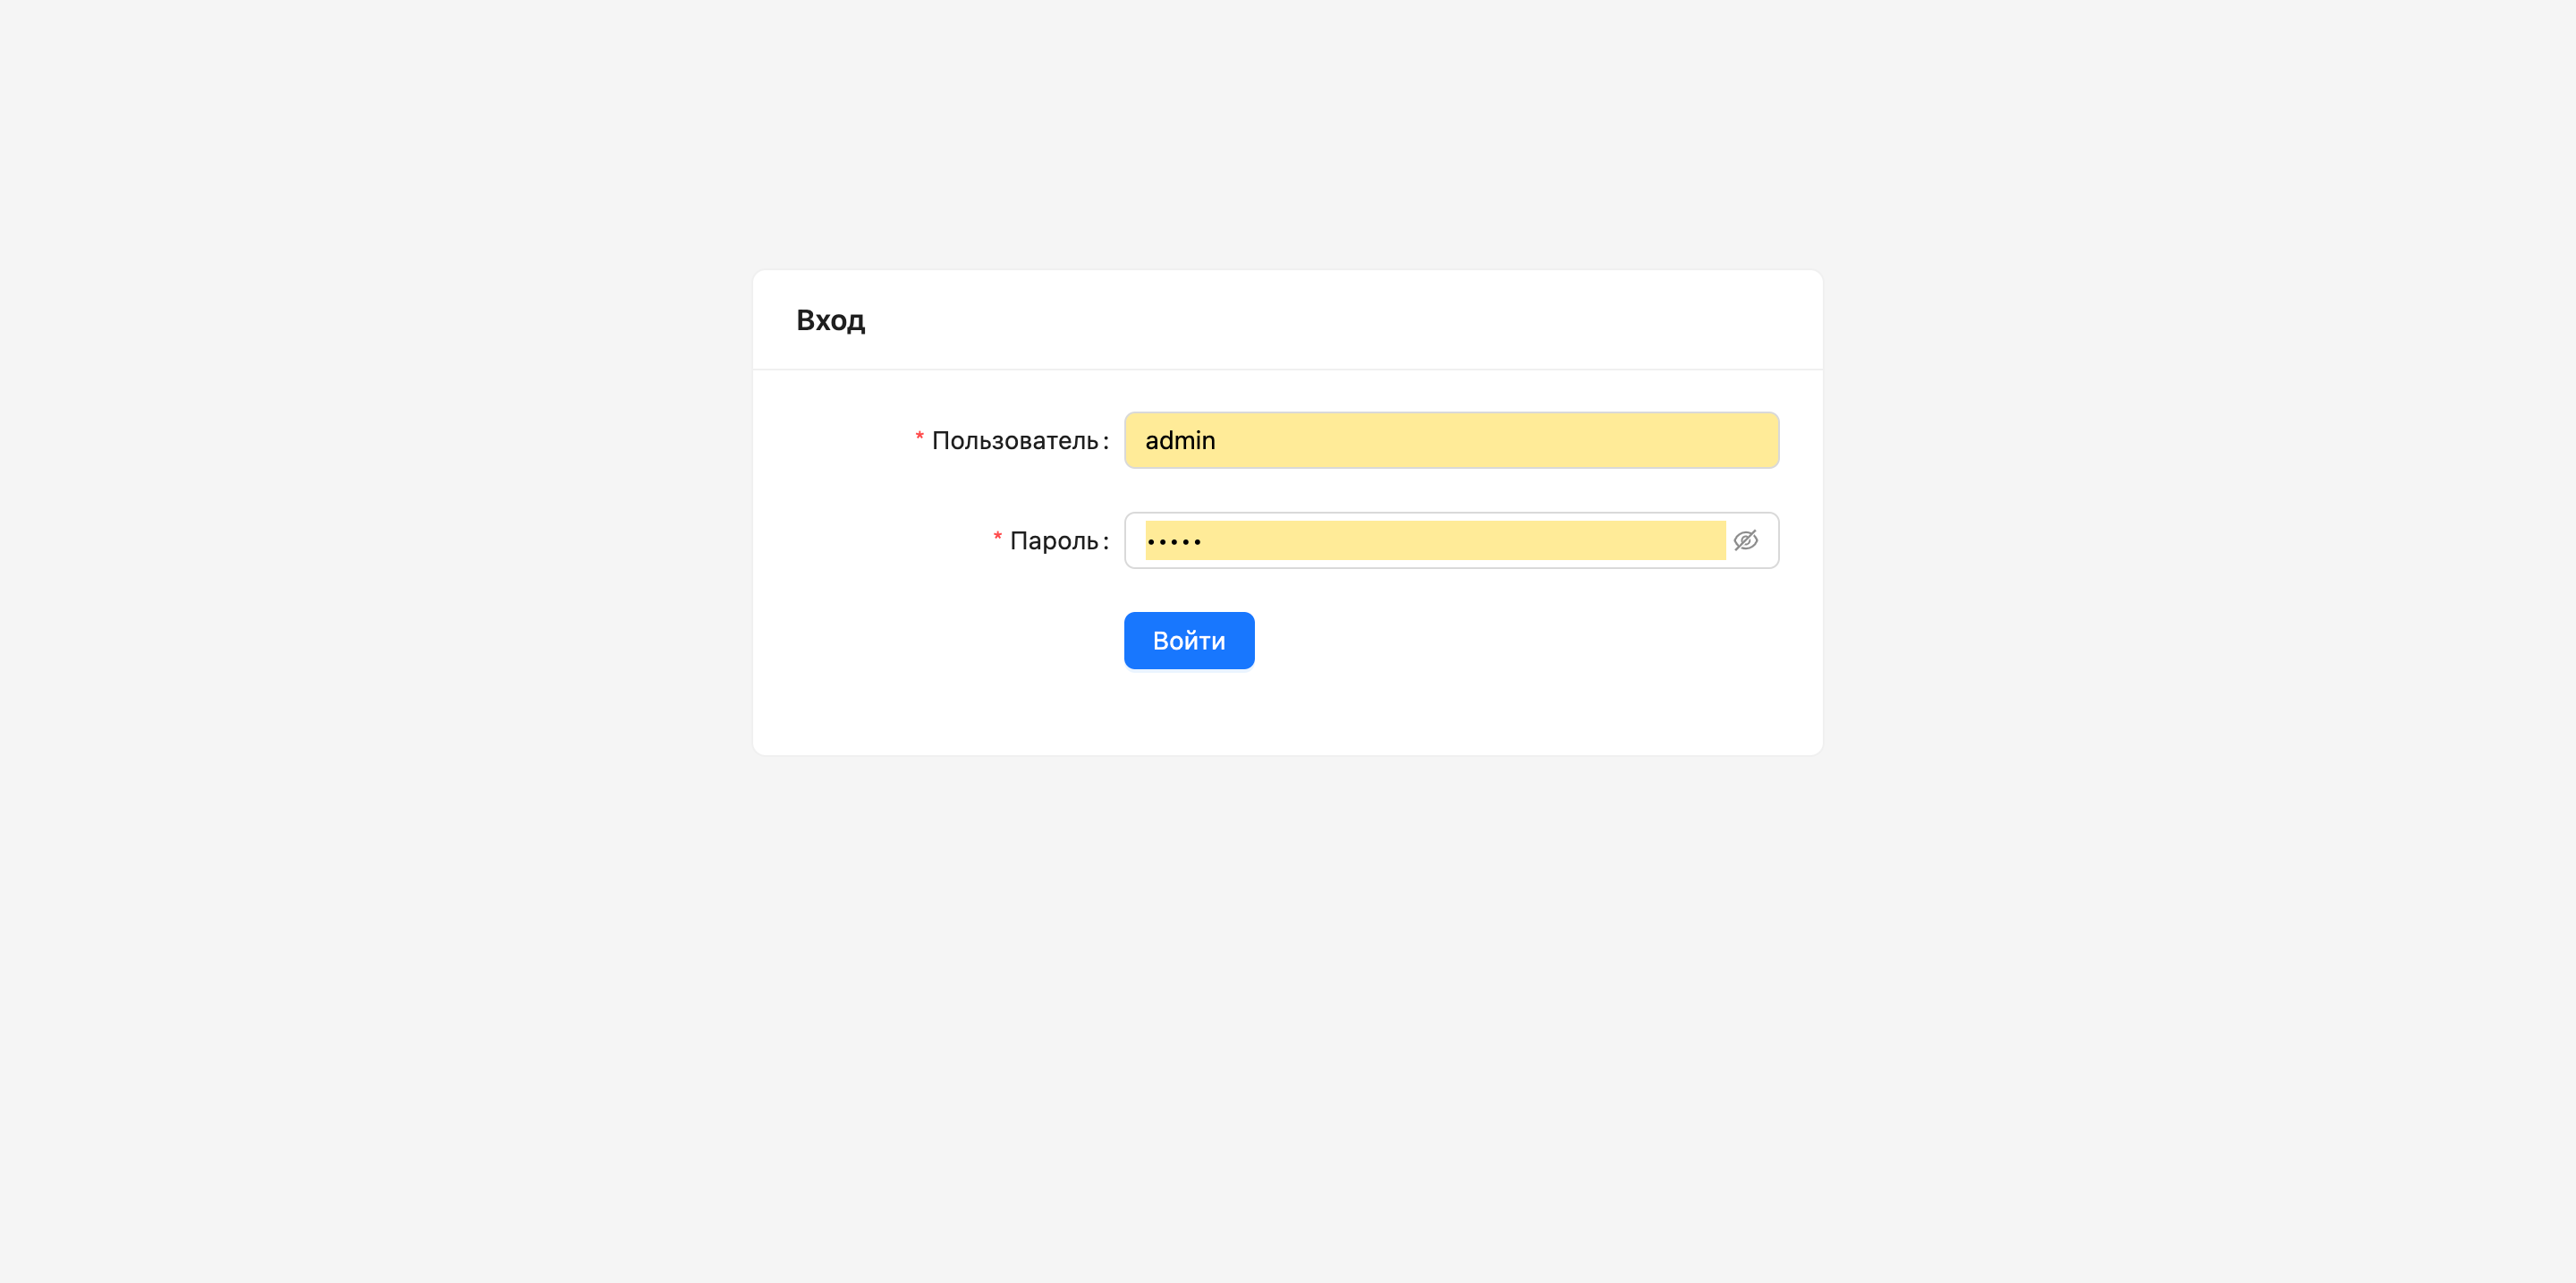 Вход
* Пользователь: admin
* Пароль: •••••
Войти